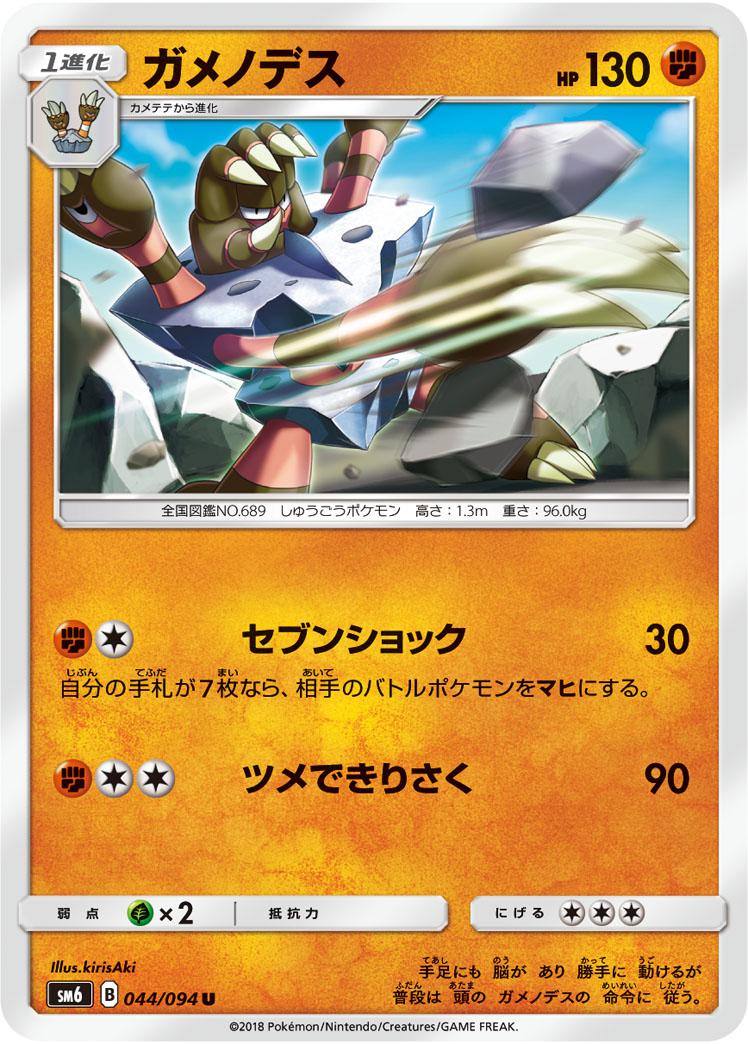 1進化
ガメノデス
HP 130
カメテテから進化
全国図鑑NO.689 しゅうごうポケモン 高さ:1.3m 重さ:96.0kg
セブンショック 30
自分の手札が7枚なら、相手のバトルポケモンをマヒにする。
ツメできりさく 90
弱点 ×2 抵抗力 にげる
Illus.kirisAki
手足にも 脳が あり 勝手に 動けるが
普段は 頭の ガメノデスの 命令に 従う。
SM6 B 044/094 U
©2018 Pokémon/Nintendo/Creatures/GAME FREAK.